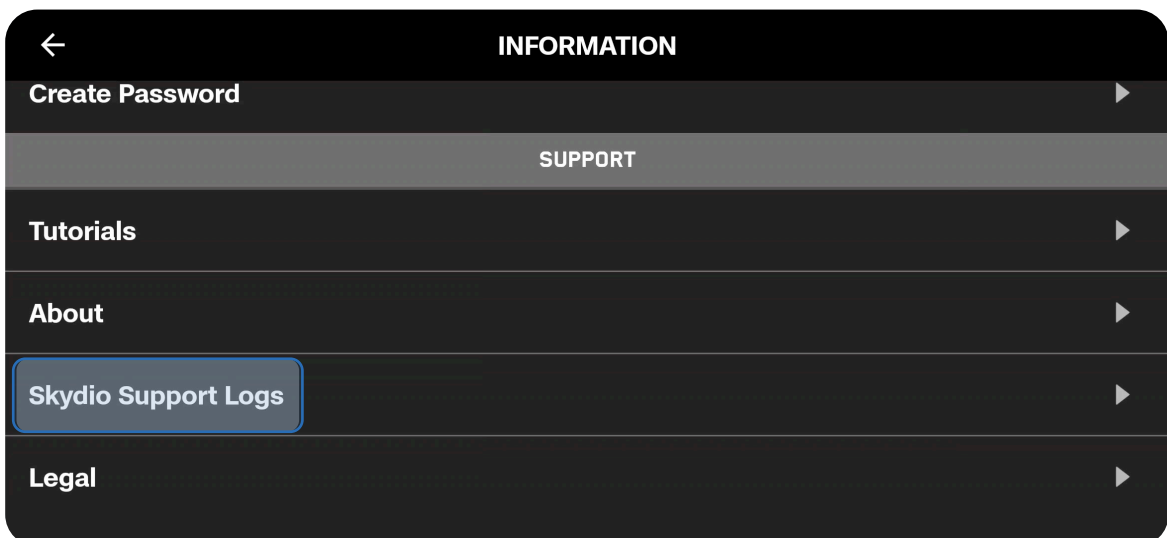 INFORMATION
Create Password
SUPPORT
Tutorials
About
Skydio Support Logs
Legal